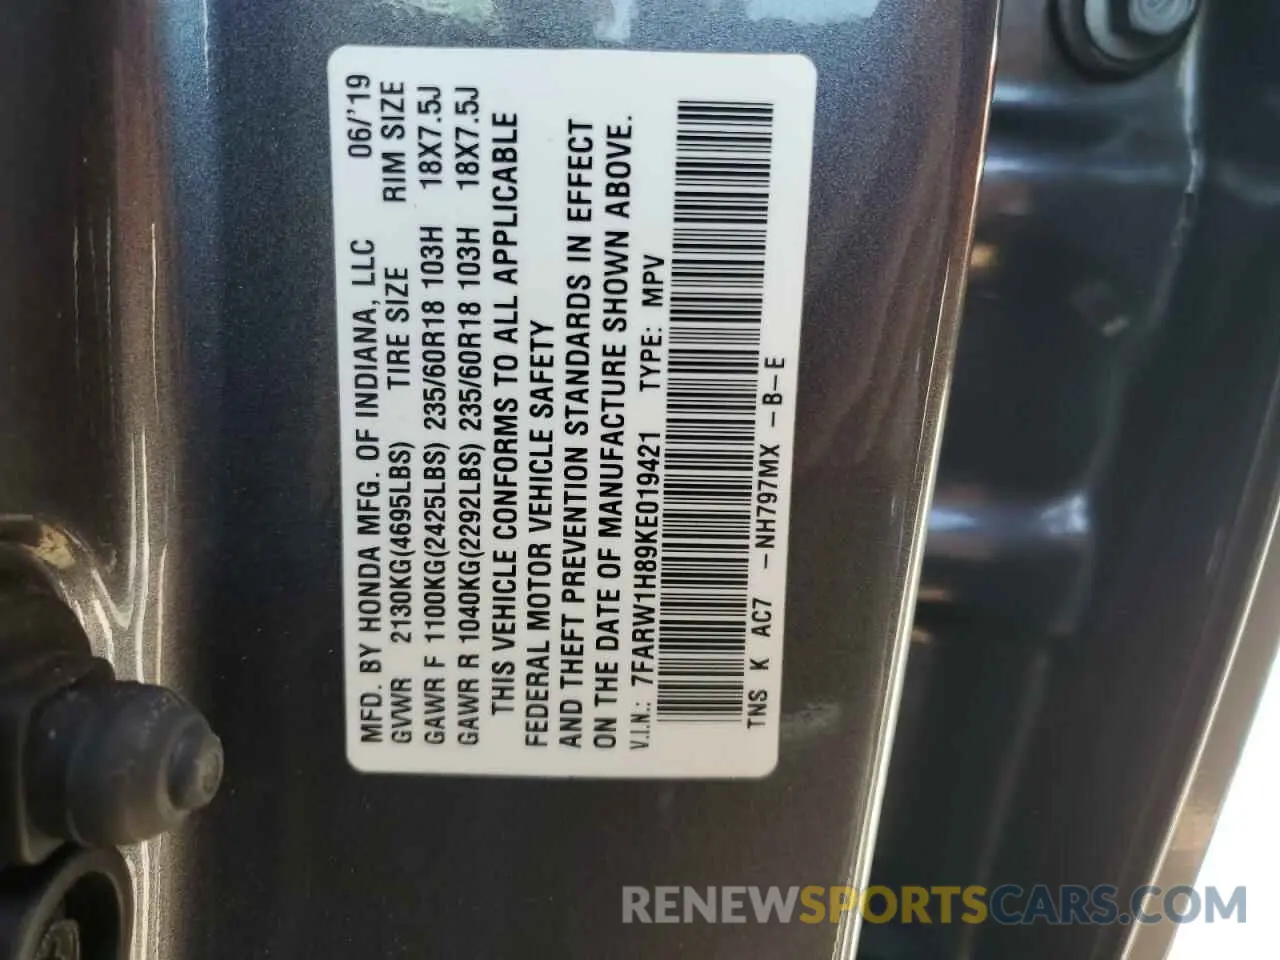 MFD. BY HONDA MFG. OF INDIANA, LLC 06/'19
GVWR 2130KG(4695LBS) TIRE SIZE RIM SIZE
GAWR F 1100KG(2425LBS) 235/60R18 103H 18X7.5J
GAWR R 1040KG(2292LBS) 235/60R18 103H 18X7.5J
THIS VEHICLE CONFORMS TO ALL APPLICABLE
FEDERAL MOTOR VEHICLE SAFETY
AND THEFT PREVENTION STANDARDS IN EFFECT
ON THE DATE OF MANUFACTURE SHOWN ABOVE.
V.I.N.: 7FARW1H89KE019421 TYPE: MPV
TNS K AC7 -NH797MX -B-E
RENEWSPORTSCARS.COM